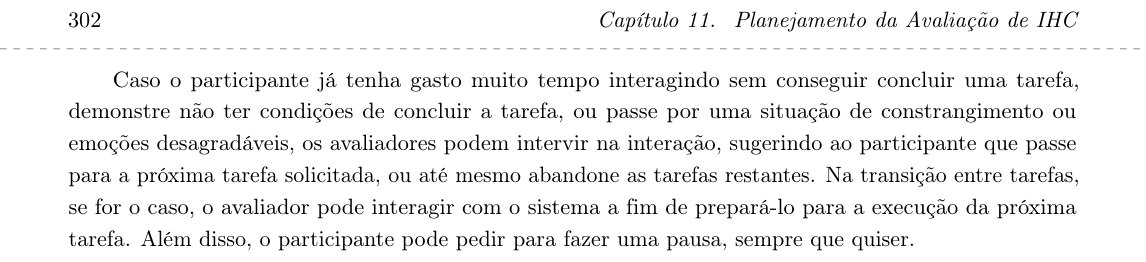 302 Capítulo 11. Planejamento da Avaliação de IHC
Caso o participante já tenha gasto muito tempo interagindo sem conseguir concluir uma tarefa,
demonstre não ter condições de concluir a tarefa, ou passe por uma situação de constrangimento ou
emoções desagradáveis, os avaliadores podem intervir na interação, sugerindo ao participante que passe
para a próxima tarefa solicitada, ou até mesmo abandone as tarefas restantes. Na transição entre tarefas,
se for o caso, o avaliador pode interagir com o sistema a fim de prepará-lo para a execução da próxima
tarefa. Além disso, o participante pode pedir para fazer uma pausa, sempre que quiser.